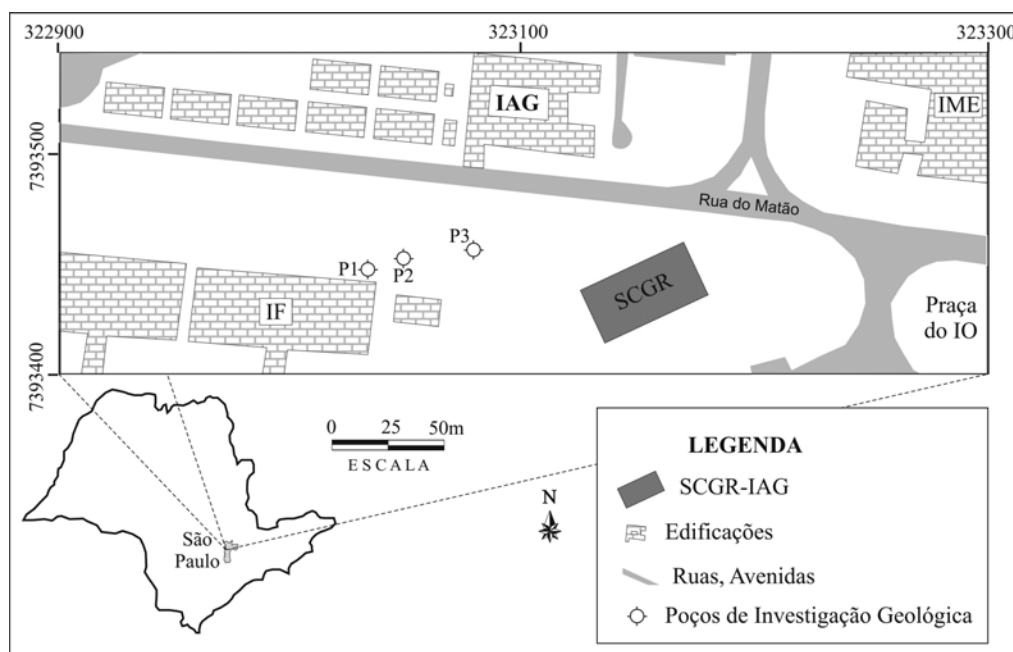 322900
323100
323300
7393500
7393400
IAG
IME
Rua do Matão
P1
P2
P3
SCGR
IF
Praça
do IO
0 25 50m
ESCALA
N
São
Paulo
LEGENDA
SCGR-IAG
Edificações
Ruas, Avenidas
Poços de Investigação Geológica